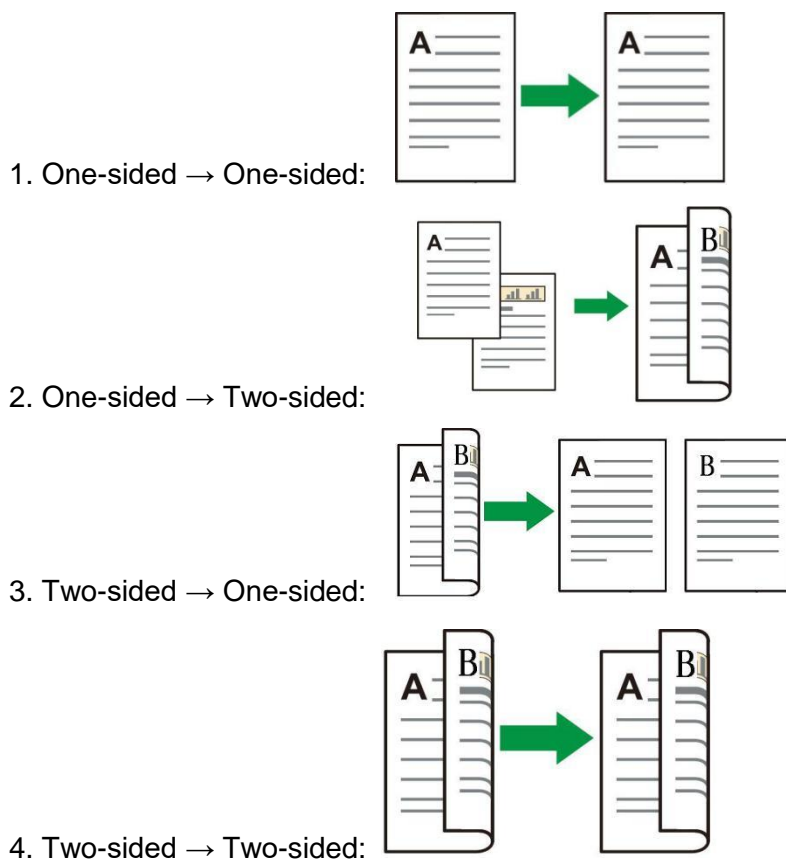 A A
1. One-sided → One-sided:
A A B
2. One-sided → Two-sided:
A B A B
3. Two-sided → One-sided:
A B A B
4. Two-sided → Two-sided: